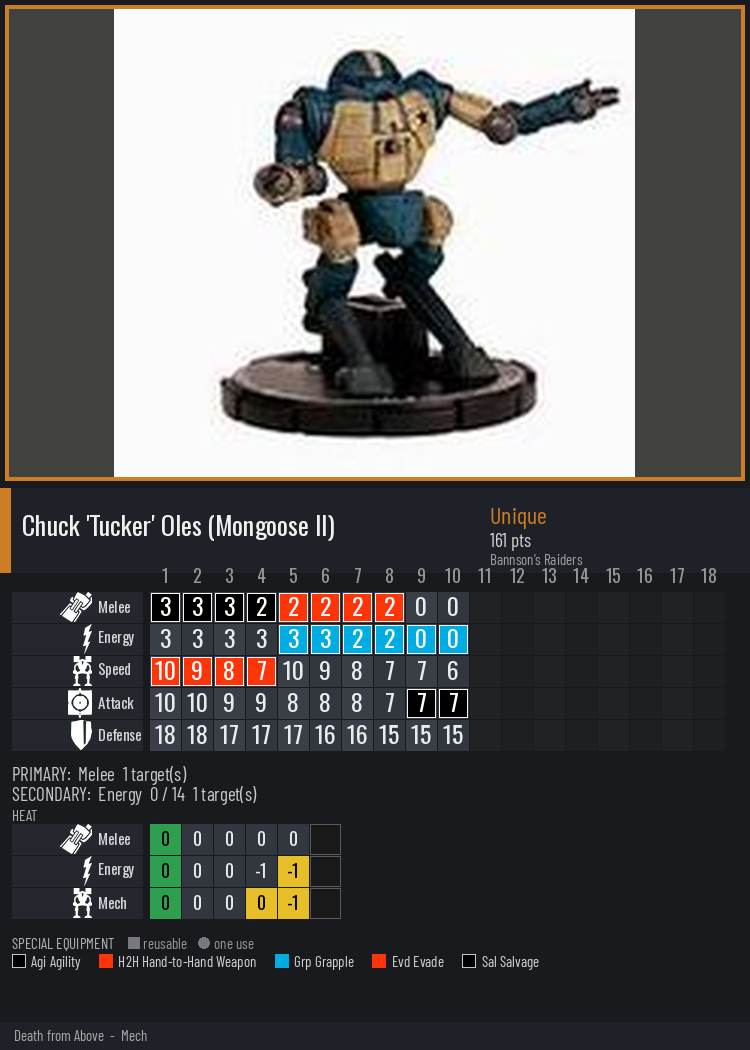 Chuck 'Tucker' Oles (Mongoose II)
Unique
161 pts
Bannson's Raiders
1 2 3 4 5 6 7 8 9 10 11 12 13 14 15 16 17 18
Melee 3 3 3 2 2 2 2 2 0 0
Energy 3 3 3 3 3 3 2 2 0 0
Speed 10 9 8 7 10 9 8 7 7 6
Attack 10 10 9 9 8 8 8 7 7 7
Defense 18 18 17 17 17 16 16 15 15 15
PRIMARY: Melee 1 target(s)
SECONDARY: Energy 0 / 14 1 target(s)
HEAT
Melee 0 0 0 0 0
Energy 0 0 0 -1 -1
Mech 0 0 0 0 -1
SPECIAL EQUIPMENT reusable one use
Agi Agility H2H Hand-to-Hand Weapon Grp Grapple Evd Evade Sal Salvage
Death from Above - Mech